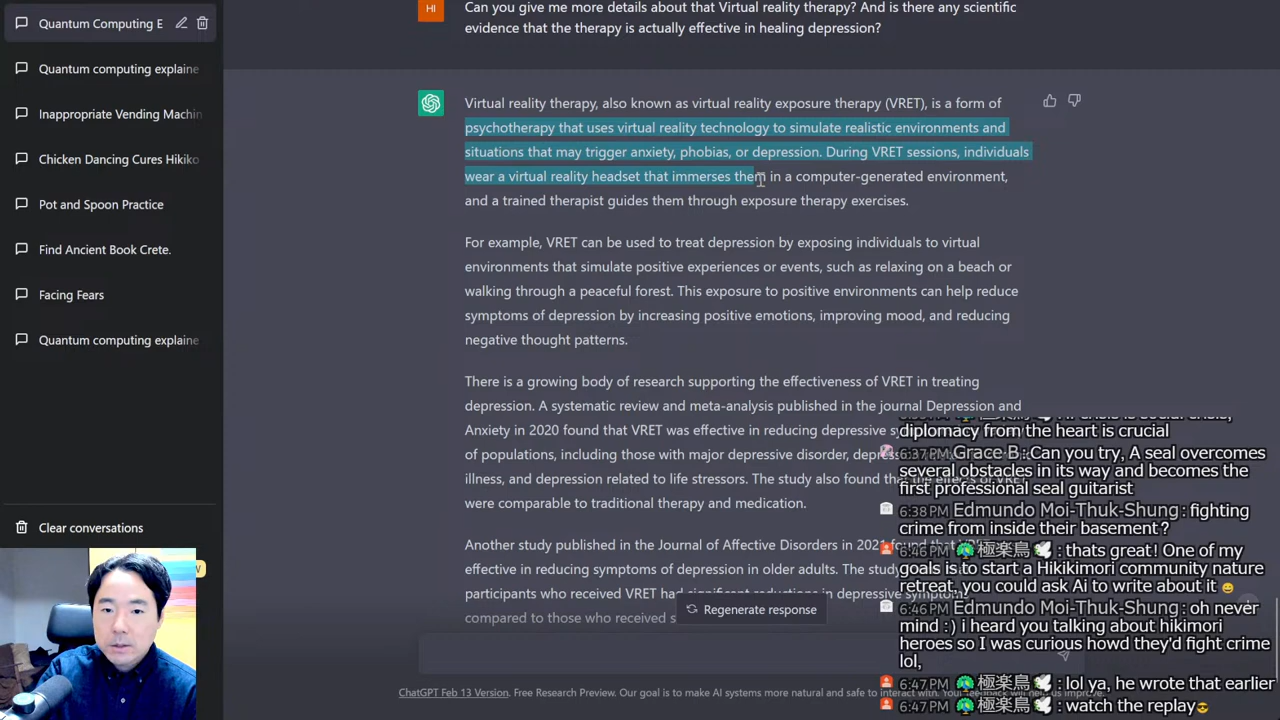 Quantum Computing E
Quantum computing explaine
Inappropriate Vending Machin
Chicken Dancing Cures Hikiko
Pot and Spoon Practice
Find Ancient Book Crete.
Facing Fears
Quantum computing explaine
Clear conversations
HI
Can you give me more details about that Virtual reality therapy? And is there any scientific
evidence that the therapy is actually effective in healing depression?
Virtual reality therapy, also known as virtual reality exposure therapy (VRET), is a form of
psychotherapy that uses virtual reality technology to simulate realistic environments and
situations that may trigger anxiety, phobias, or depression. During VRET sessions, individuals
wear a virtual reality headset that immerses them in a computer-generated environment,
and a trained therapist guides them through exposure therapy exercises.
For example, VRET can be used to treat depression by exposing individuals to virtual
environments that simulate positive experiences or events, such as relaxing on a beach or
walking through a peaceful forest. This exposure to positive environments can help reduce
symptoms of depression by increasing positive emotions, improving mood, and reducing
negative thought patterns.
There is a growing body of research supporting the effectiveness of VRET in treating
depression. A systematic review and meta-analysis published in the journal Depression and
Anxiety in 2020 found that VRET was effective in reducing depressive
of populations, including those with major depressive disorder,
illness, and depression related to life stressors. The study also found that
were comparable to traditional therapy and medication.
Another study published in the Journal of Affective Disorders in 2021
effective in reducing symptoms of depression in older adults. The study
participants who received VRET had significant reductions in depressive symptoms
compared to those who received
Regenerate response
ChatGPT Feb 13 Version. Free Research Preview. Our goal is to make AI systems more natural and safe to interact with.
diplomacy from the heart is crucial
6:37PM Grace B : Can you try, A seal overcomes
several obstacles in its way and becomes the
first professional seal guitarist
6:38PM Edmundo Moi-Thuk-Shung : fighting
crime from inside their basement?
6:46PM 🦚 極楽鳥 🕊 : thats great! One of my
goals is to start a Hikikimori community nature
retreat, you could ask Ai to write about it 😄
6:46PM Edmundo Moi-Thuk-Shung : oh never
mind :) i heard you talking about hikimori
heroes so I was curious howd they'd fight crime
lol,
6:47PM 🦚 極楽鳥 🕊 : lol ya, he wrote that earlier
6:47PM 🦚 極楽鳥 🕊 : watch the replay😎